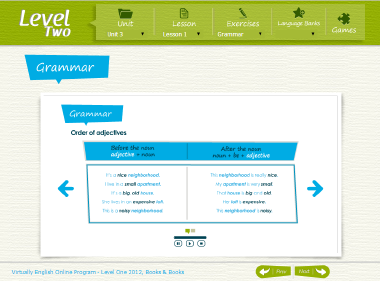 Level
Two
Unit
Unit 3
Lesson
Lesson 1
Exercises
Grammar
Language Banks
Games
Grammar
Grammar
Order of adjectives
Before the noun
adjective + noun
After the noun
noun + be + adjective
It's a nice neighborhood.
I live in a small apartment.
It's a big old house.
She lives in an expensive loft.
This is a noisy neighborhood.
The neighborhood is really nice.
My apartment is very small.
That house is big and old.
Her loft is expensive.
This neighborhood is noisy.
Virtually English Online Program - Level One 2012, Books & Books
Prev
Next